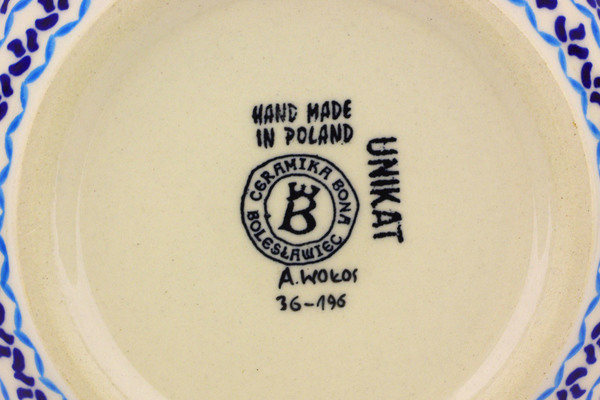 HAND MADE
IN POLAND
UNIKAT
CERAMIKA BONA
B
BOLESŁAWIEC
A. WOŁOS
36-196